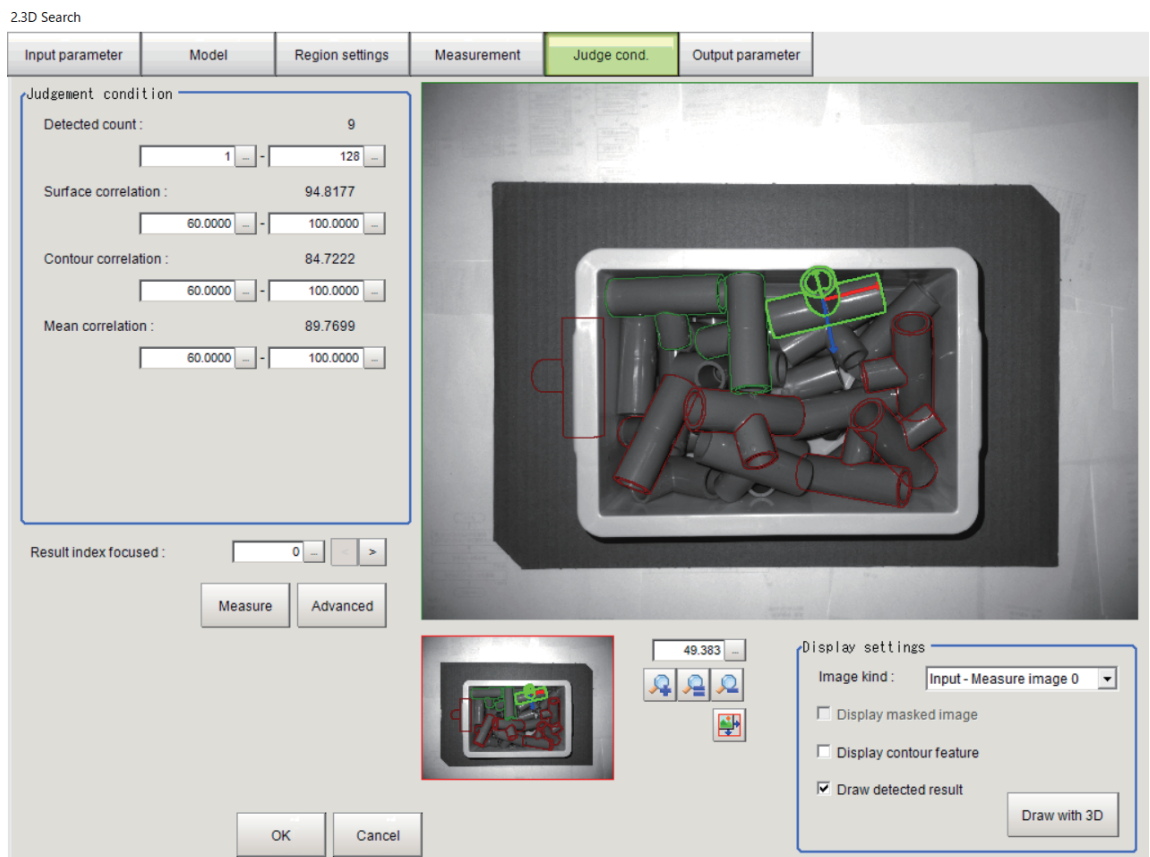 2.3D Search
Input parameter Model Region settings Measurement Judge cond. Output parameter
Judgement condition
Detected count : 9
1 ... - 128 ...
Surface correlation : 94.8177
60.0000 ... - 100.0000 ...
Contour correlation : 84.7222
60.0000 ... - 100.0000 ...
Mean correlation : 89.7699
60.0000 ... - 100.0000 ...
Result index focused : 0 ... < >
Measure Advanced
49.383 ...
Display settings
Image kind : Input - Measure image 0
Display masked image
Display contour feature
Draw detected result
Draw with 3D
OK Cancel